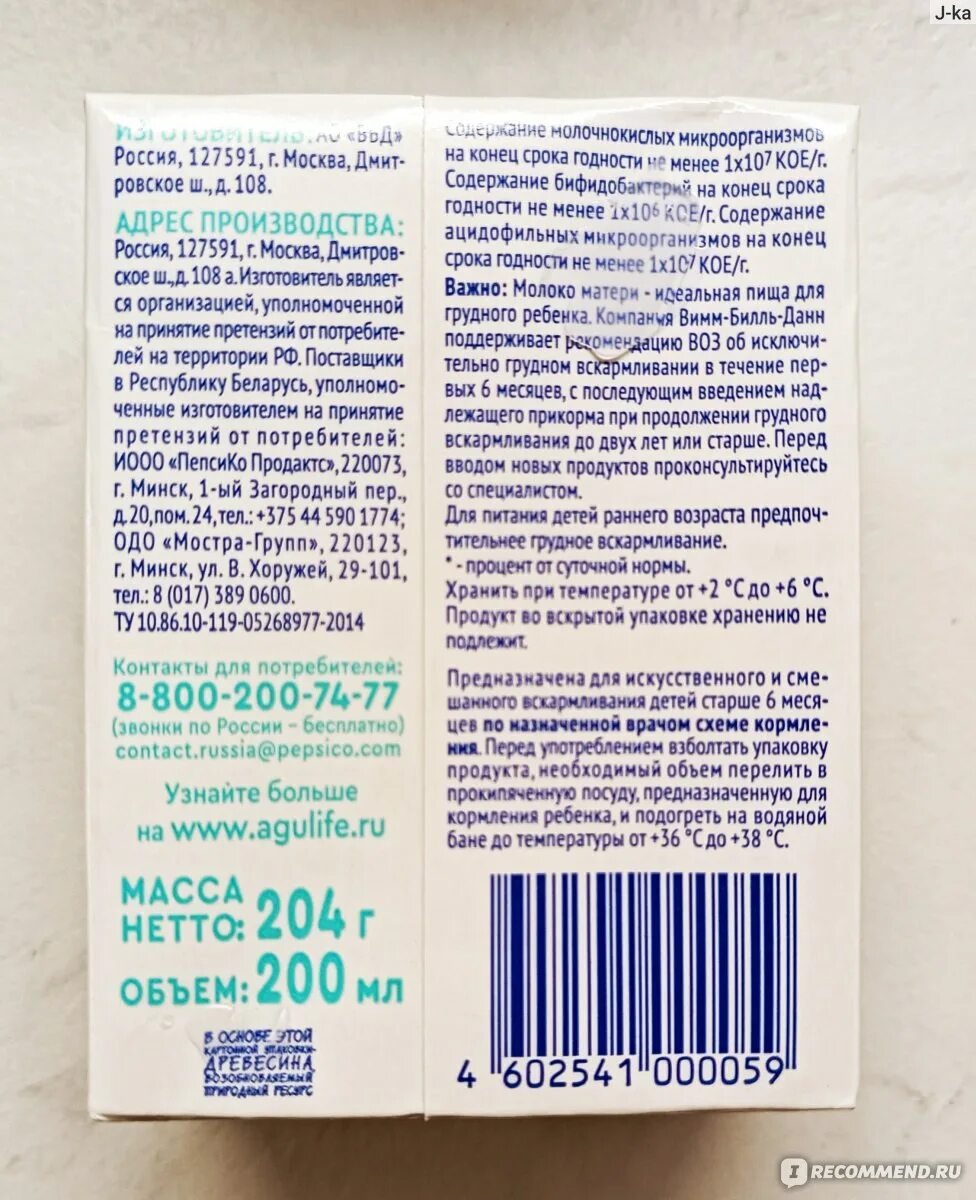 J-ka
ИЗГОТОВИТЕЛЬ: АО «ВБД»
Россия, 127591, г. Москва, Дмит-
ровское ш., д. 108.
АДРЕС ПРОИЗВОДСТВА:
Россия, 127591, г. Москва, Дмитров-
ское ш.,д. 108 а. Изготовитель являет-
ся организацией, уполномоченной
на принятие претензий от потребите-
лей на территории РФ. Поставщики
в Республику Беларусь, уполномо-
ченные изготовителем на принятие
претензий от потребителей:
ИООО «ПепсиКо Продактс», 220073,
г. Минск, 1-ый Загородный пер.,
д.20, пом. 24, тел.: +375 44 590 1774;
ОДО «Мостра-Групп», 220123,
г. Минск, ул. В. Хоружей, 29-101,
тел.: 8 (017) 389 0600.
ТУ 10.86.10-119-05268977-2014
Контакты для потребителей:
8-800-200-74-77
(звонки по России – бесплатно)
contact.russia@pepsico.com
Узнайте больше
на www.agulife.ru
МАССА
НЕТТО: 204 г
ОБЪЕМ: 200 мл
В ОСНОВЕ ЭТОЙ
КАРТОННОЙ УПАКОВКИ-
ДРЕВЕСИНА,
ВОЗОБНОВЛЯЕМЫЙ
ПРИРОДНЫЙ РЕСУРС
Содержание молочнокислых микроорганизмов
на конец срока годности не менее 1x10⁷ КОЕ/г.
Содержание бифидобактерий на конец срока
годности не менее 1x10⁶ КОЕ/г. Содержание
ацидофильных микроорганизмов на конец
срока годности не менее 1x10⁷ КОЕ/г.
Важно: Молоко матери - идеальная пища для
грудного ребенка. Компания Вимм-Билль-Данн
поддерживает рекомендацию ВОЗ об исключи-
тельно грудном вскармливании в течение пер-
вых 6 месяцев, с последующим введением над-
лежащего прикорма при продолжении грудного
вскармливания до двух лет или старше. Перед
вводом новых продуктов проконсультируйтесь
со специалистом.
Для питания детей раннего возраста предпоч-
тительнее грудное вскармливание.
* - процент от суточной нормы.
Хранить при температуре от +2 °С до +6 °С.
Продукт во вскрытой упаковке хранению не
подлежит.
Предназначена для искусственного и сме-
шанного вскармливания детей старше 6 меся-
цев по назначенной врачом схеме кормле-
ния. Перед употреблением взболтать упаковку
продукта, необходимый объем перелить в
прокипяченную посуду, предназначенную для
кормления ребенка, и подогреть на водяной
бане до температуры от +36 °С до +38 °С.
4 602541 000059
IRECOMMEND.RU